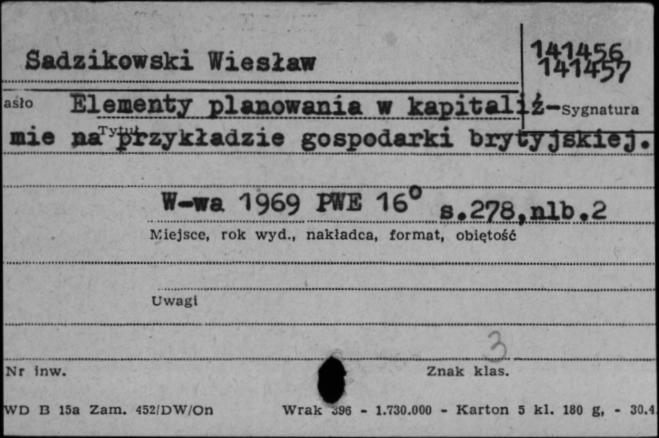 Sadzikowski Wiesław
141456
141457
asło Elementy planowania w kapitaliź- Sygnatura
Tytuł
mie na przykładzie gospodarki brytyjskiej.
W-wa 1969 PWE 16° s.278,nlb.2
Miejsce, rok wyd., nakładca, format, objętość
Uwagi
3
Nr inw. Znak klas.
WD B 15a Zam. 452/DW/On Wrak 396 - 1.730.000 - Karton 5 kl. 180 g, - 30.4